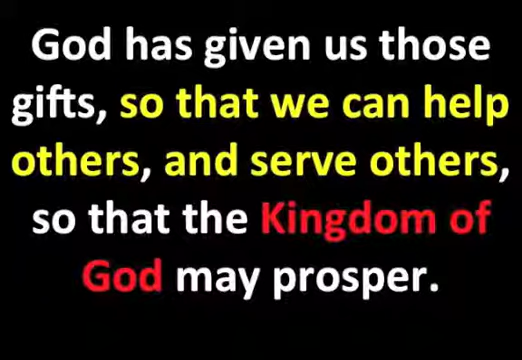 God has given us those
gifts, so that we can help
others, and serve others,
so that the Kingdom of
God may prosper.